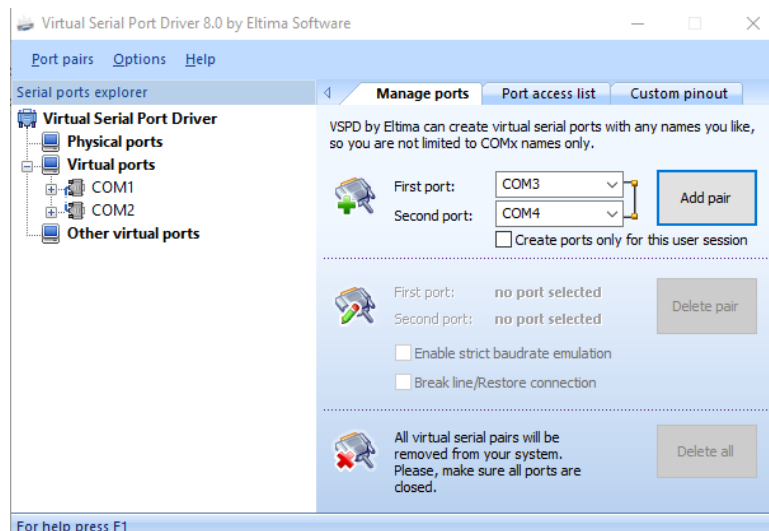 Virtual Serial Port Driver 8.0 by Eltima Software
Port pairs Options Help
Serial ports explorer
Virtual Serial Port Driver
Physical ports
Virtual ports
COM1
COM2
Other virtual ports
Manage ports Port access list Custom pinout
VSPD by Eltima can create virtual serial ports with any names you like,
so you are not limited to COMx names only.
First port: COM3
Second port: COM4
Add pair
Create ports only for this user session
First port: no port selected
Second port: no port selected
Delete pair
Enable strict baudrate emulation
Break line/Restore connection
All virtual serial pairs will be
removed from your system.
Please, make sure all ports are
closed.
Delete all
For help press F1